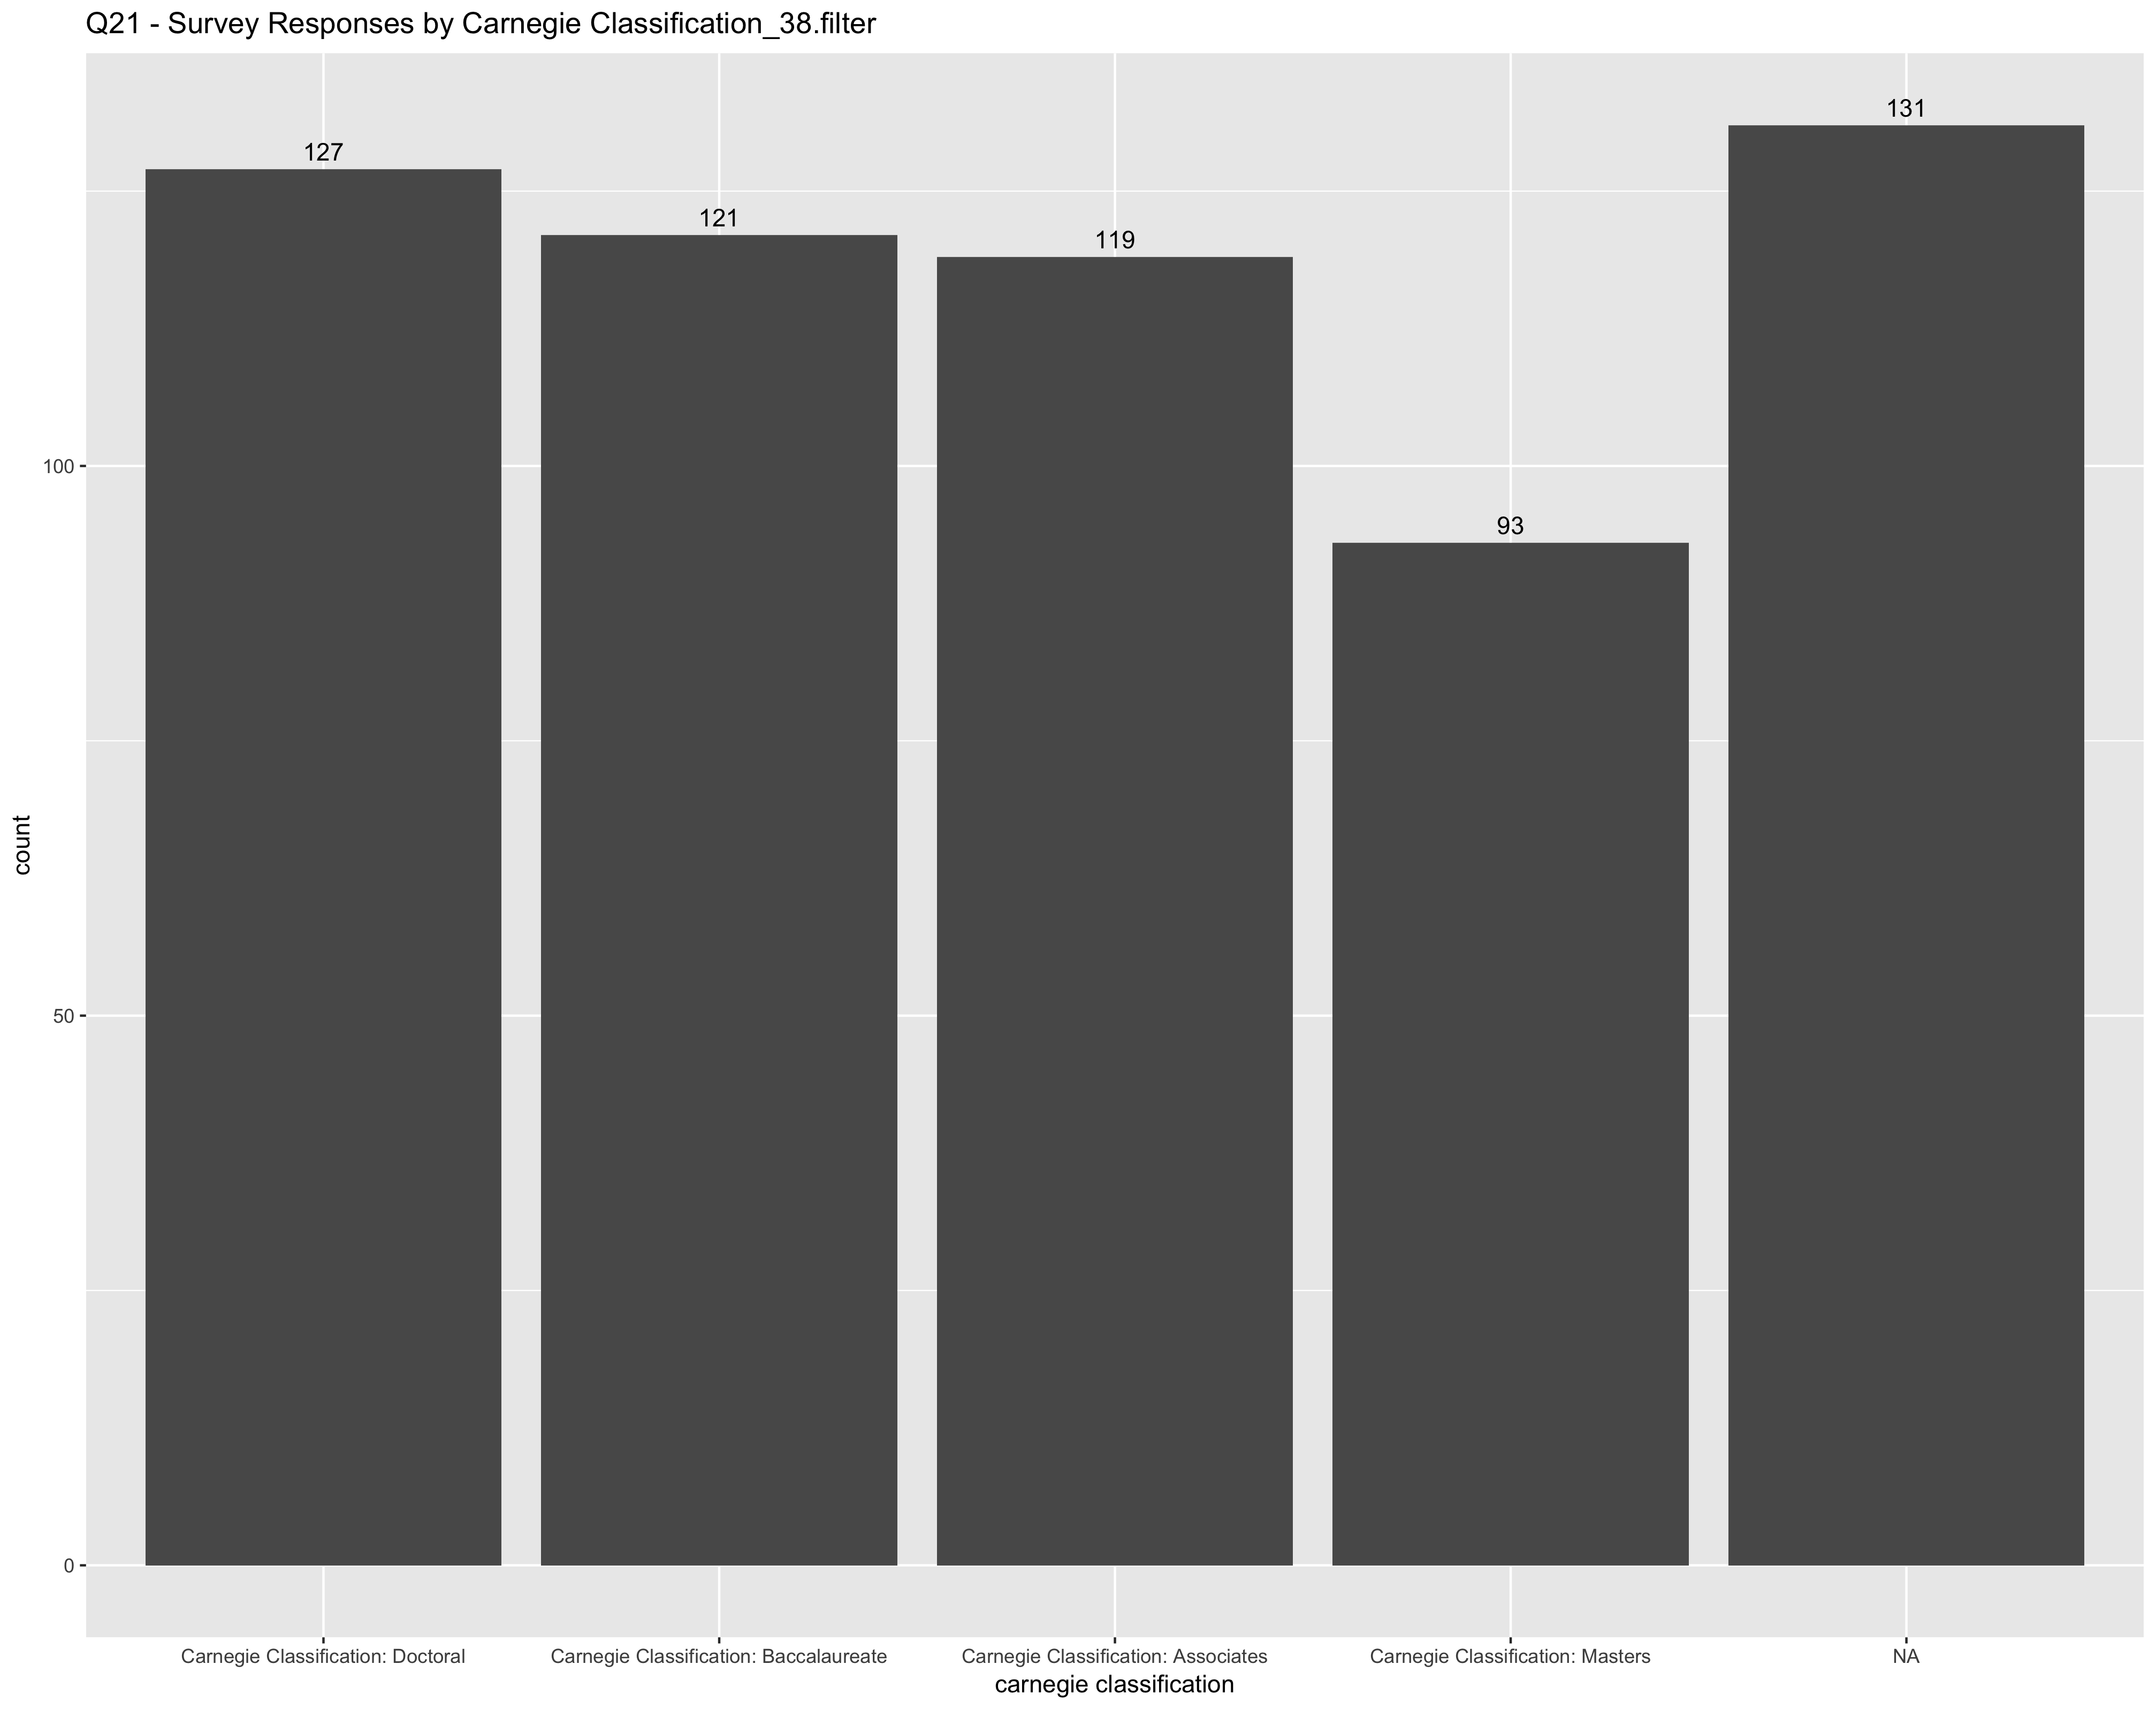 Q21 - Survey Responses by Carnegie Classification_38.filter
131
127
121
119
93
100
50
0
count
Carnegie Classification: Doctoral
Carnegie Classification: Baccalaureate
Carnegie Classification: Associates
Carnegie Classification: Masters
NA
carnegie classification